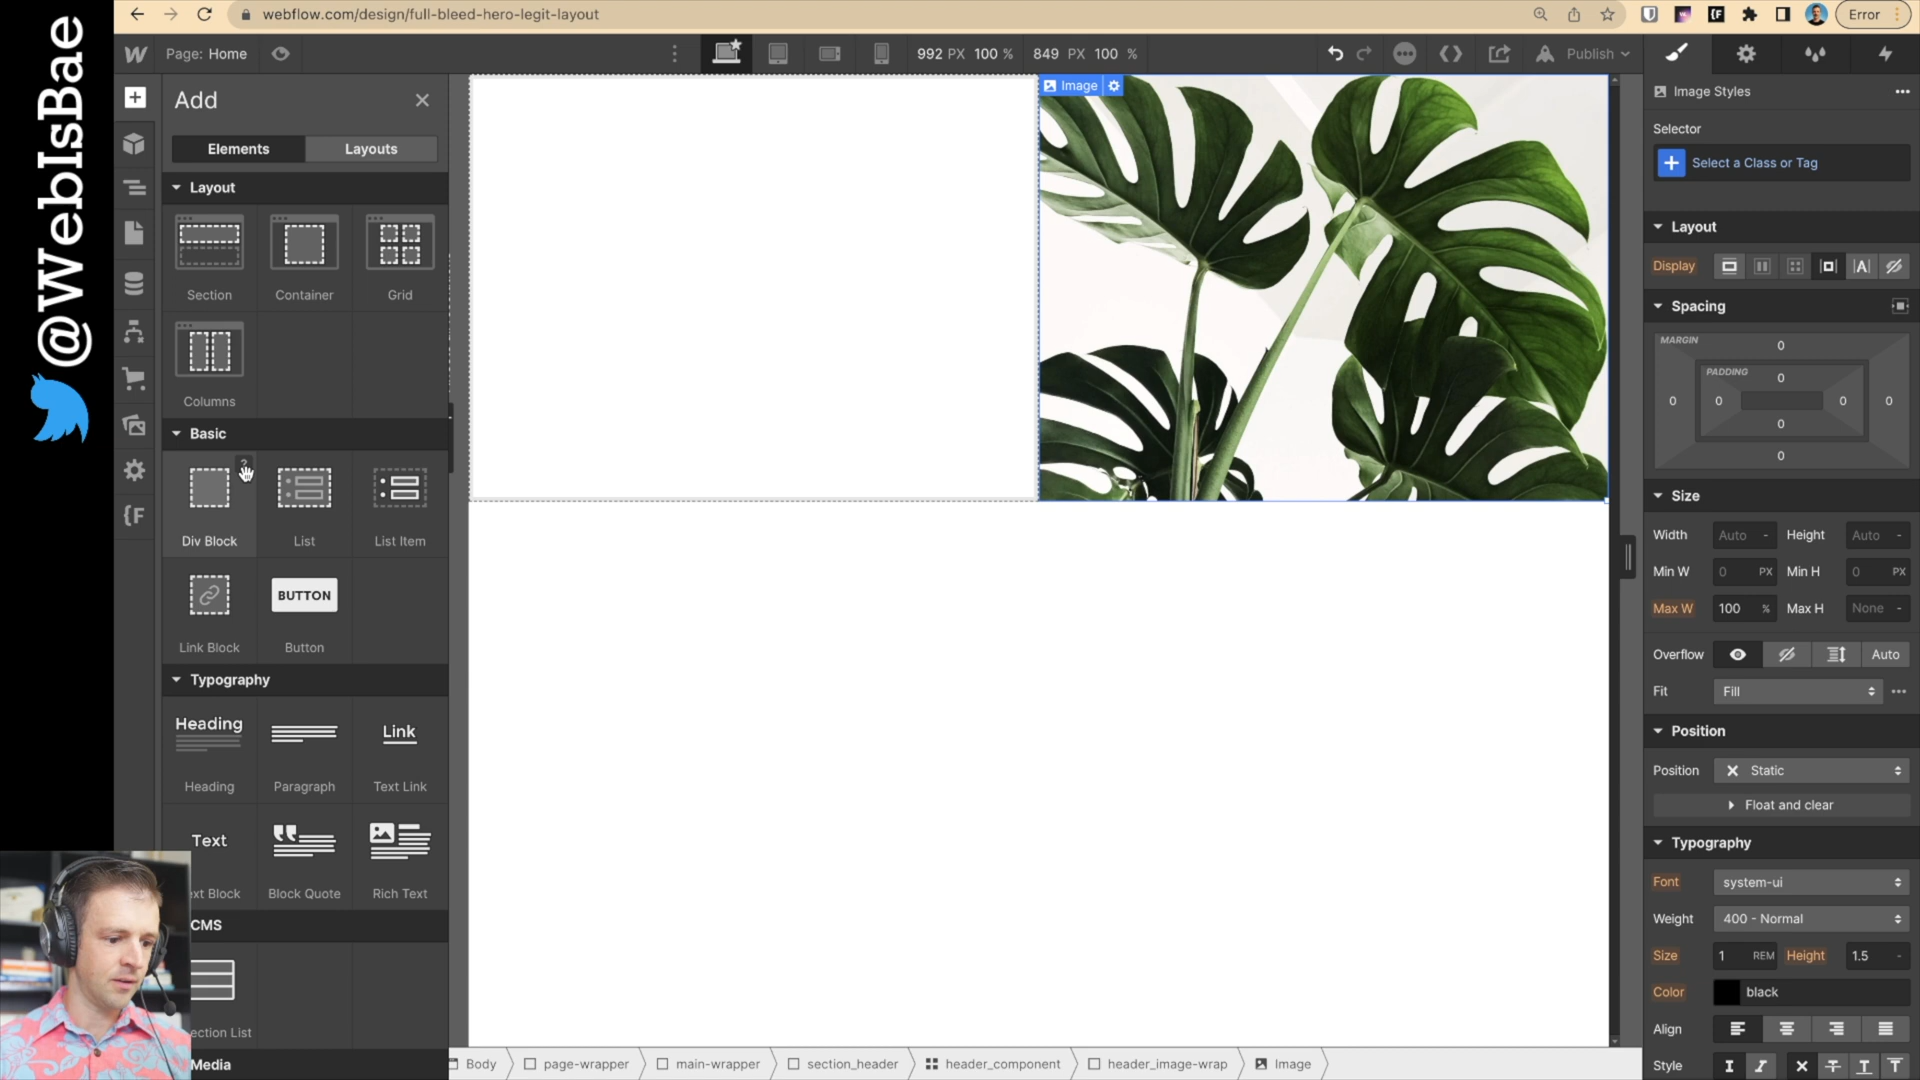 webflow.com/design/full-bleed-hero-legit-layout
Error
Page: Home
992 PX 100 %
849 PX 100 %
Publish
@WebIsBae
Add
Elements
Layouts
Layout
Section
Container
Grid
Columns
Basic
?
Div Block
List
List Item
Link Block
BUTTON
Button
Typography
Heading
Heading
Paragraph
Link
Text Link
Text
xt Block
Block Quote
Rich Text
CMS
ection List
Media
Image
Image Styles
Selector
Select a Class or Tag
Layout
Display
Spacing
MARGIN
0
PADDING
0
0
0
0
0
0
0
Size
Width Auto - Height Auto -
Min W 0 PX Min H 0 PX
Max W 100 % Max H None -
Overflow Auto
Fit Fill
Position
Position Static
Float and clear
Typography
Font system-ui
Weight 400 - Normal
Size 1 REM Height 1.5 -
Color black
Align
Style
Body
page-wrapper
main-wrapper
section_header
header_component
header_image-wrap
Image